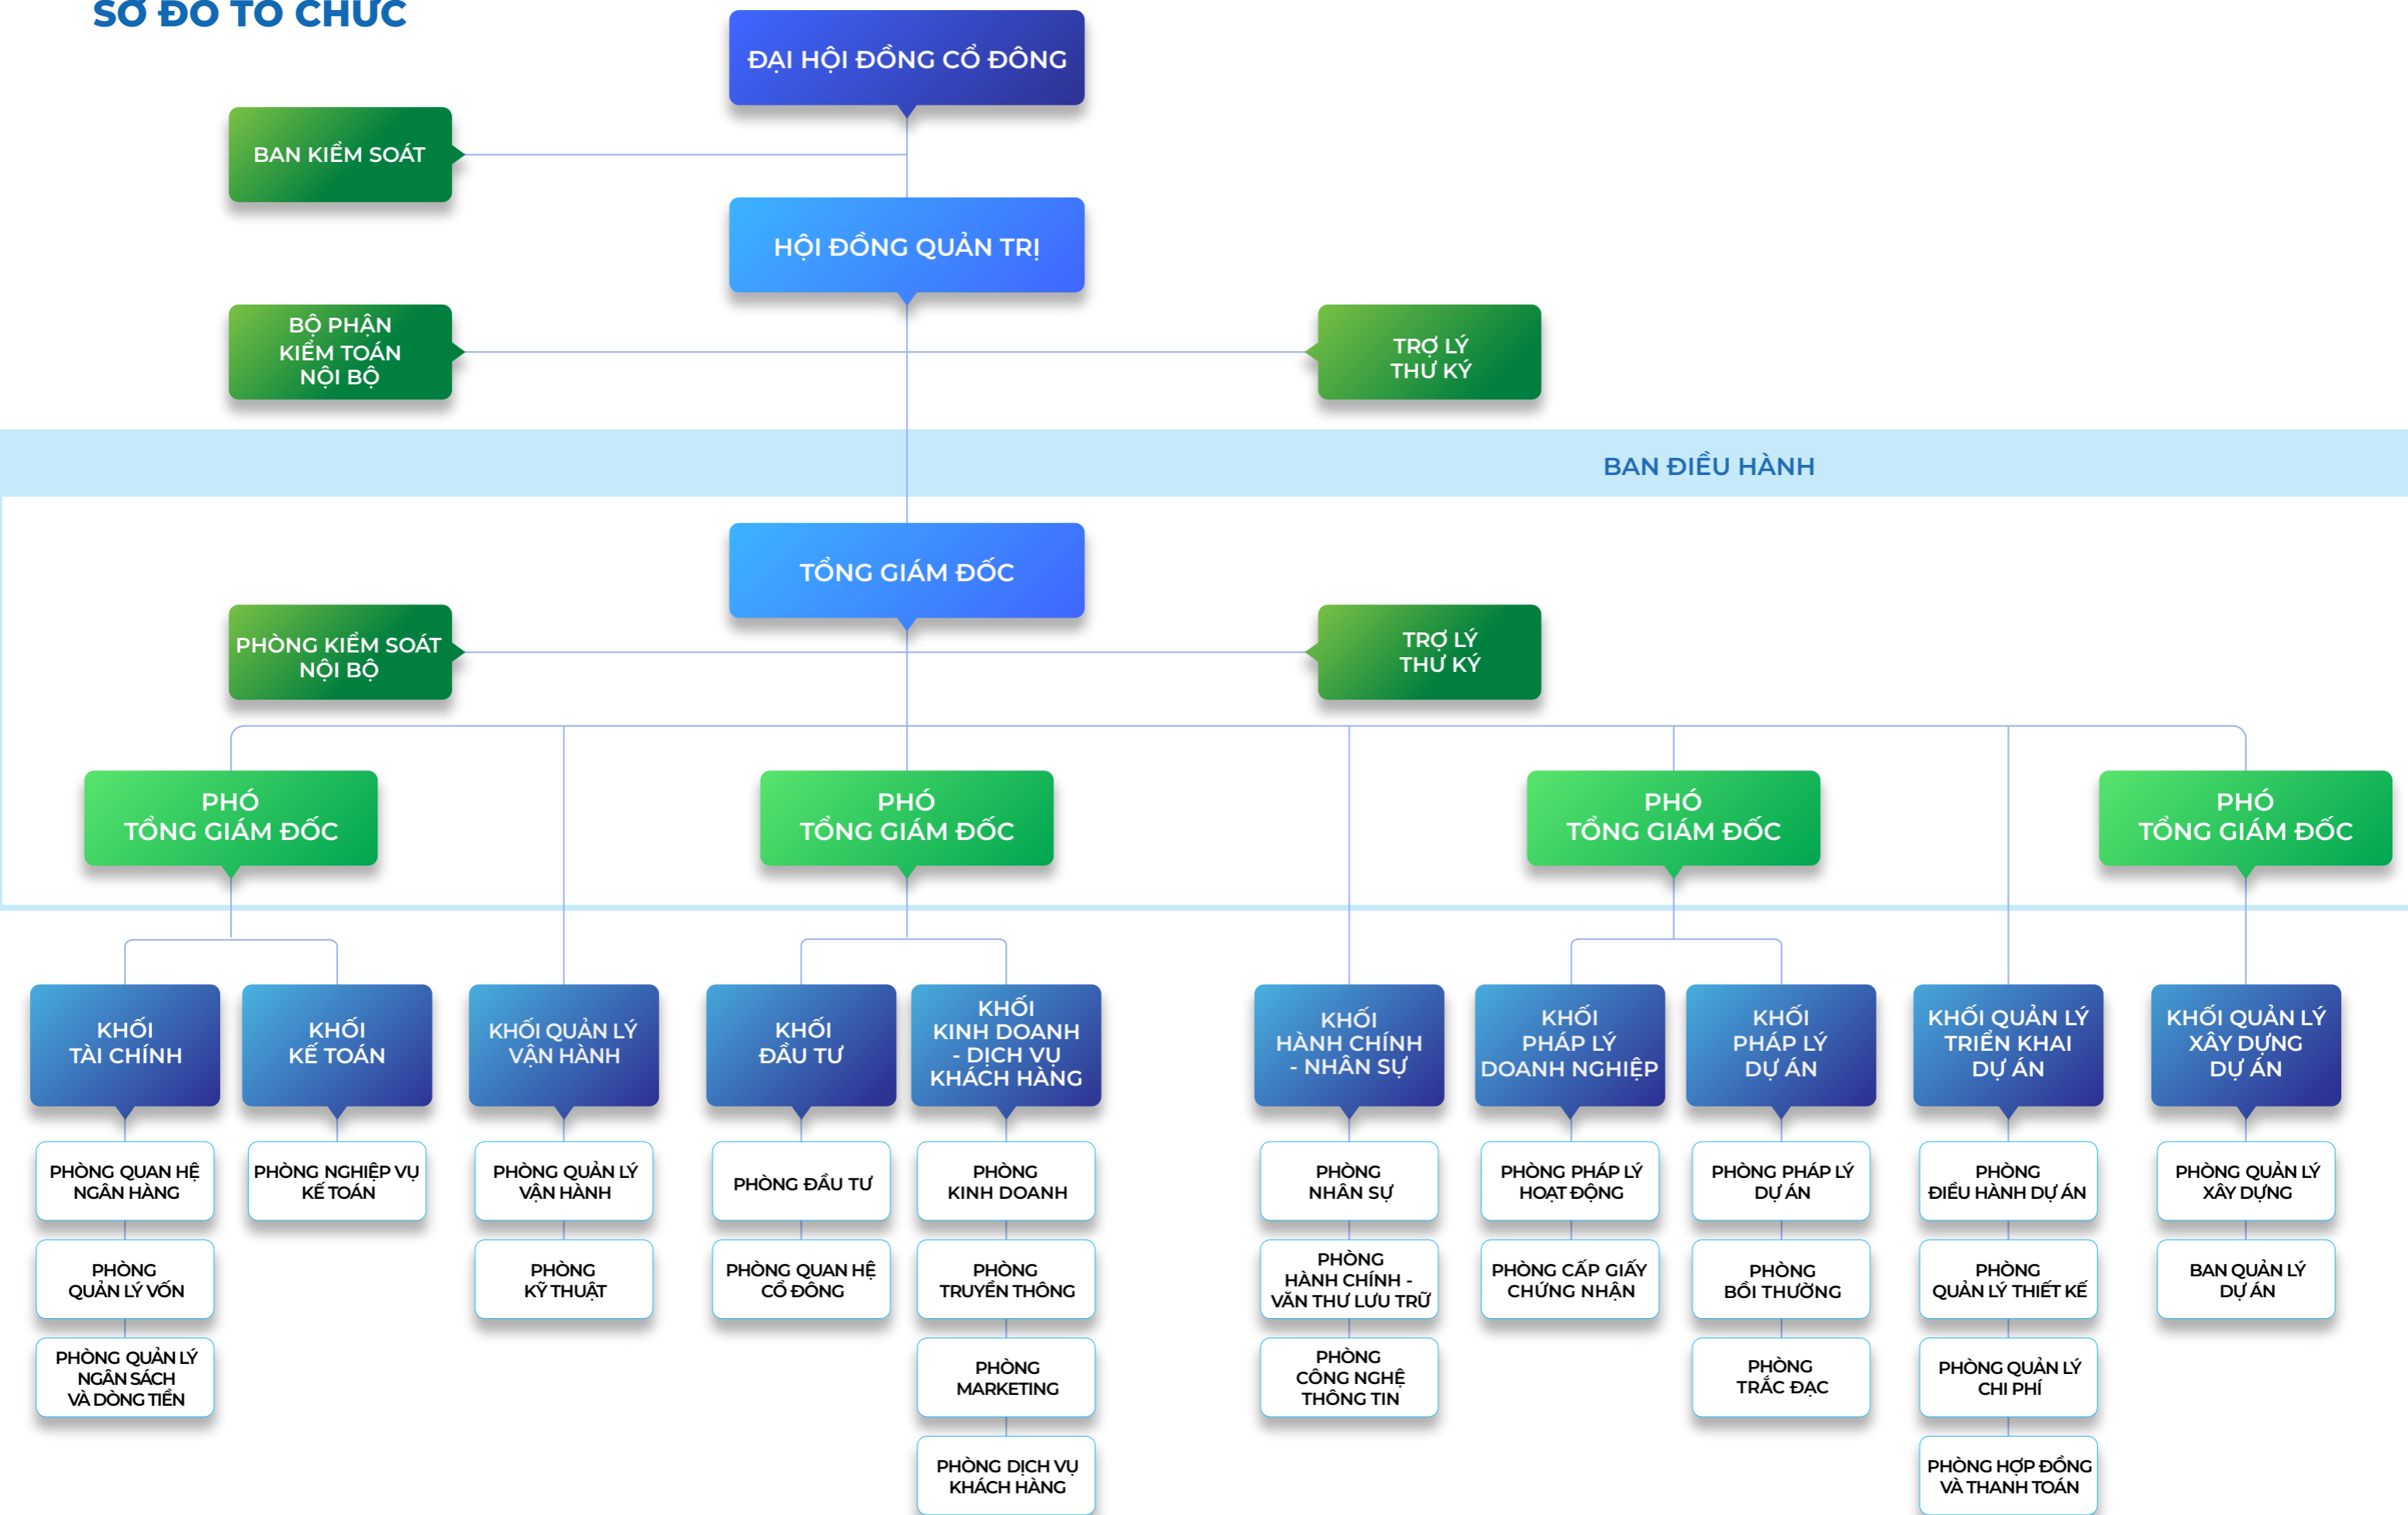 SƠ ĐỒ TỔ CHỨC
ĐẠI HỘI ĐỒNG CỔ ĐÔNG
BAN KIỂM SOÁT
HỘI ĐỒNG QUẢN TRỊ
BỘ PHẬN
KIỂM TOÁN
NỘI BỘ
TRỢ LÝ
THƯ KÝ
BAN ĐIỀU HÀNH
TỔNG GIÁM ĐỐC
PHÒNG KIỂM SOÁT
NỘI BỘ
TRỢ LÝ
THƯ KÝ
PHÓ
TỔNG GIÁM ĐỐC
PHÓ
TỔNG GIÁM ĐỐC
PHÓ
TỔNG GIÁM ĐỐC
PHÓ
TỔNG GIÁM ĐỐC
KHỐI
TÀI CHÍNH
KHỐI
KẾ TOÁN
KHỐI QUẢN LÝ
VẬN HÀNH
KHỐI
ĐẦU TƯ
KHỐI
KINH DOANH
- DỊCH VỤ
KHÁCH HÀNG
KHỐI
HÀNH CHÍNH
- NHÂN SỰ
KHỐI
PHÁP LÝ
DOANH NGHIỆP
KHỐI
PHÁP LÝ
DỰ ÁN
KHỐI QUẢN LÝ
TRIỂN KHAI
DỰ ÁN
KHỐI QUẢN LÝ
XÂY DỰNG
DỰ ÁN
PHÒNG QUAN HỆ
NGÂN HÀNG
PHÒNG NGHIỆP VỤ
KẾ TOÁN
PHÒNG QUẢN LÝ
VẬN HÀNH
PHÒNG ĐẦU TƯ
PHÒNG
KINH DOANH
PHÒNG
NHÂN SỰ
PHÒNG PHÁP LÝ
HOẠT ĐỘNG
PHÒNG PHÁP LÝ
DỰ ÁN
PHÒNG
ĐIỀU HÀNH DỰ ÁN
PHÒNG QUẢN LÝ
XÂY DỰNG
PHÒNG
QUẢN LÝ VỐN
PHÒNG
KỸ THUẬT
PHÒNG QUAN HỆ
CỔ ĐÔNG
PHÒNG
TRUYỀN THÔNG
PHÒNG
HÀNH CHÍNH -
VĂN THƯ LƯU TRỮ
PHÒNG CẤP GIẤY
CHỨNG NHẬN
PHÒNG
BỒI THƯỜNG
PHÒNG
QUẢN LÝ THIẾT KẾ
BAN QUẢN LÝ
DỰ ÁN
PHÒNG QUẢN LÝ
NGÂN SÁCH
VÀ DÒNG TIỀN
PHÒNG
MARKETING
PHÒNG
CÔNG NGHỆ
THÔNG TIN
PHÒNG
TRẮC ĐẠC
PHÒNG QUẢN LÝ
CHI PHÍ
PHÒNG DỊCH VỤ
KHÁCH HÀNG
PHÒNG HỢP ĐỒNG
VÀ THANH TOÁN